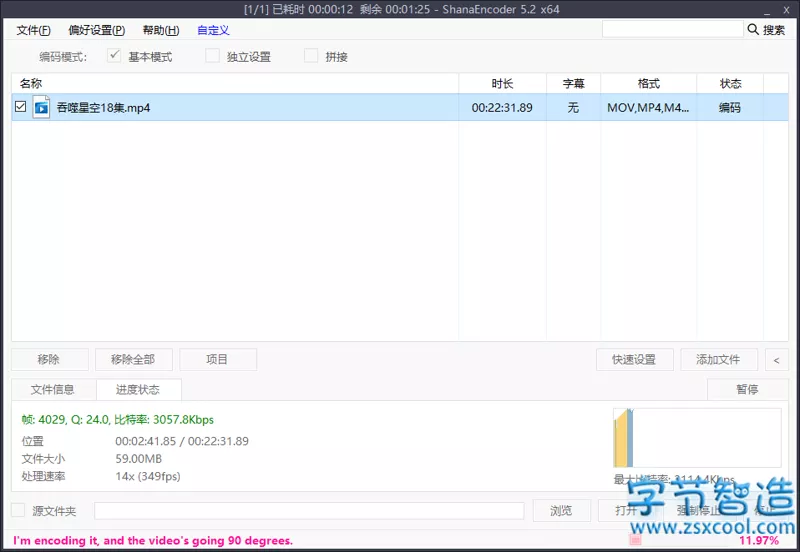 [1/1] 已耗时 00:00:12 剩余 00:01:25 - ShanaEncoder 5.2 x64
_ X
文件(F) 偏好设置(P) 帮助(H) 自定义 搜索
编码模式: 基本模式 独立设置 拼接
名称 时长 字幕 格式 状态
吞噬星空18集.mp4 00:22:31.89 无 MOV,MP4,M4... 编码
移除 移除全部 项目 快速设置 添加文件 <
文件信息 进度状态 暂停
帧: 4029, Q: 24.0, 比特率: 3057.8Kbps
位置 00:02:41.85 / 00:22:31.89
文件大小 59.00MB
处理速率 14x (349fps)
最大比特率: 3114.4Kbps
字节智造
源文件夹 浏览 打开 强制停止 停止
www.zsxcool.com
I'm encoding it, and the video's going 90 degrees. 11.97%